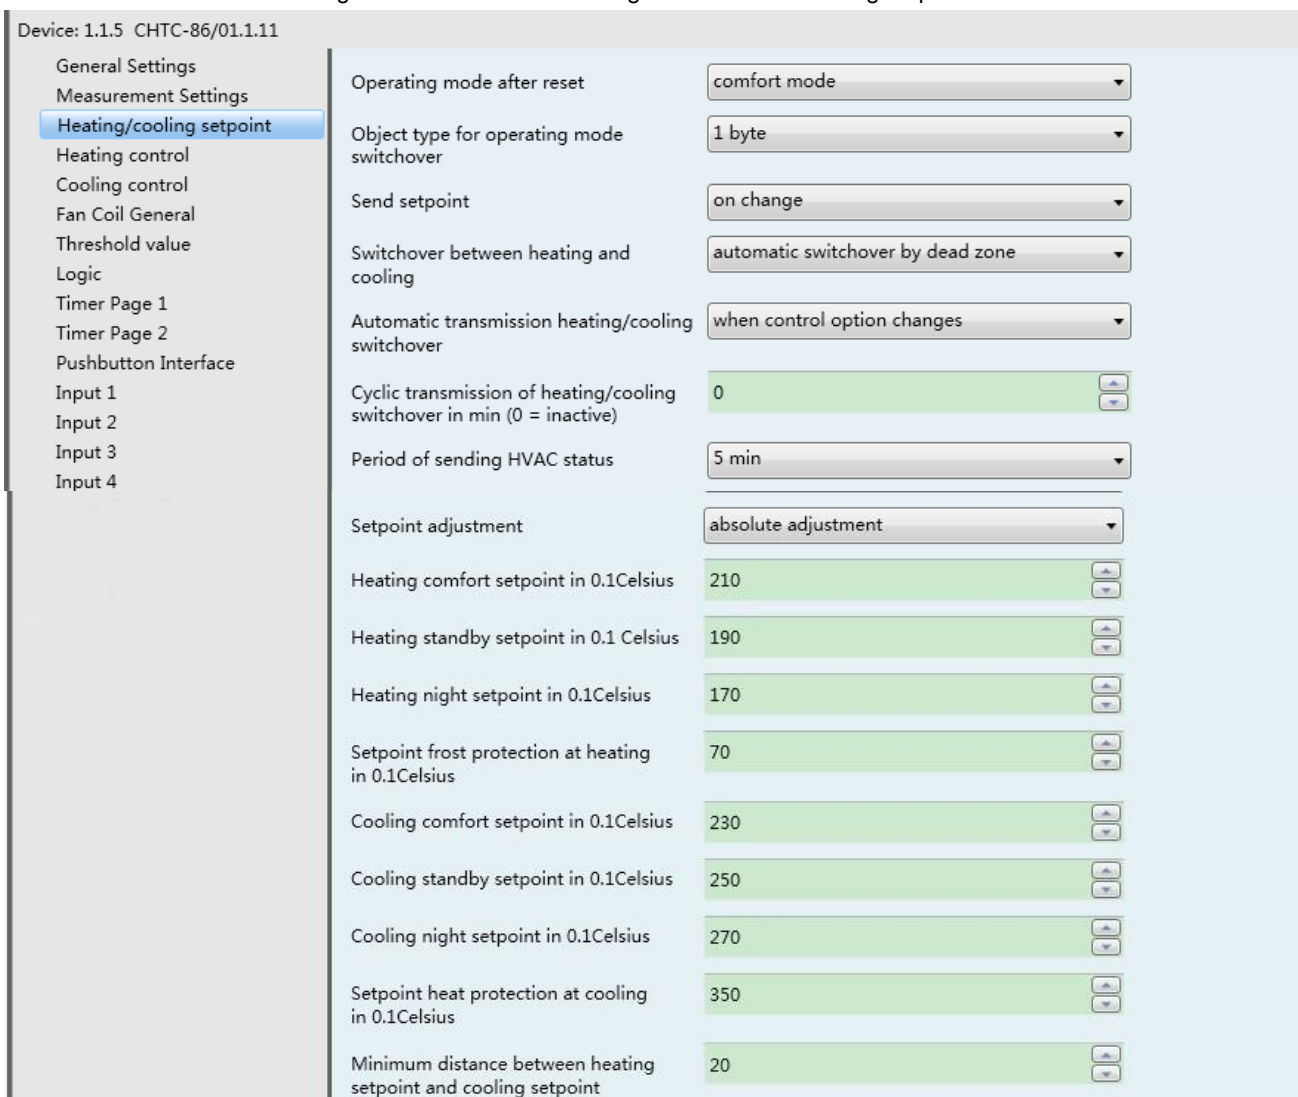 Device: 1.1.5  CHTC-86/01.1.11
General Settings
Measurement Settings
Heating/cooling setpoint
Heating control
Cooling control
Fan Coil General
Threshold value
Logic
Timer Page 1
Timer Page 2
Pushbutton Interface
Input 1
Input 2
Input 3
Input 4
Operating mode after reset
comfort mode
Object type for operating mode
switchover
1 byte
Send setpoint
on change
Switchover between heating and
cooling
automatic switchover by dead zone
Automatic transmission heating/cooling
switchover
when control option changes
Cyclic transmission of heating/cooling
switchover in min (0 = inactive)
0
Period of sending HVAC status
5 min
Setpoint adjustment
absolute adjustment
Heating comfort setpoint in 0.1Celsius
210
Heating standby setpoint in 0.1 Celsius
190
Heating night setpoint in 0.1Celsius
170
Setpoint frost protection at heating
in 0.1Celsius
70
Cooling comfort setpoint in 0.1Celsius
230
Cooling standby setpoint in 0.1Celsius
250
Cooling night setpoint in 0.1Celsius
270
Setpoint heat protection at cooling
in 0.1Celsius
350
Minimum distance between heating
setpoint and cooling setpoint
20